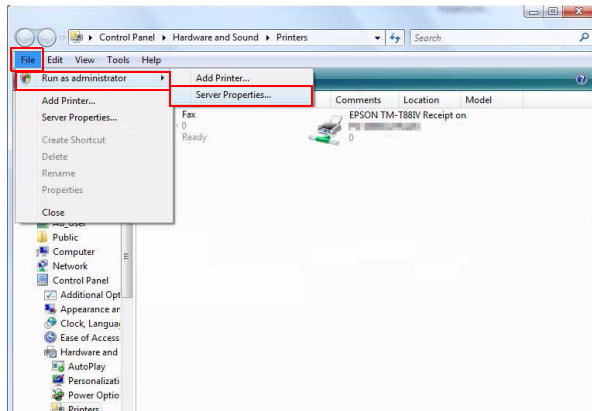 Control Panel ▸ Hardware and Sound ▸ Printers
Search
File Edit View Tools Help
Run as administrator
Add Printer...
Server Properties...
Add Printer...
Server Properties...
Create Shortcut
Delete
Rename
Properties
Close
Comments Location Model
Fax
0
Ready
EPSON TM-T88IV Receipt on
0
Public
Computer
Network
Control Panel
Additional Opt
Appearance ar
Clock, Languag
Ease of Access
Hardware and
AutoPlay
Personalizati
Power Optio
Printers